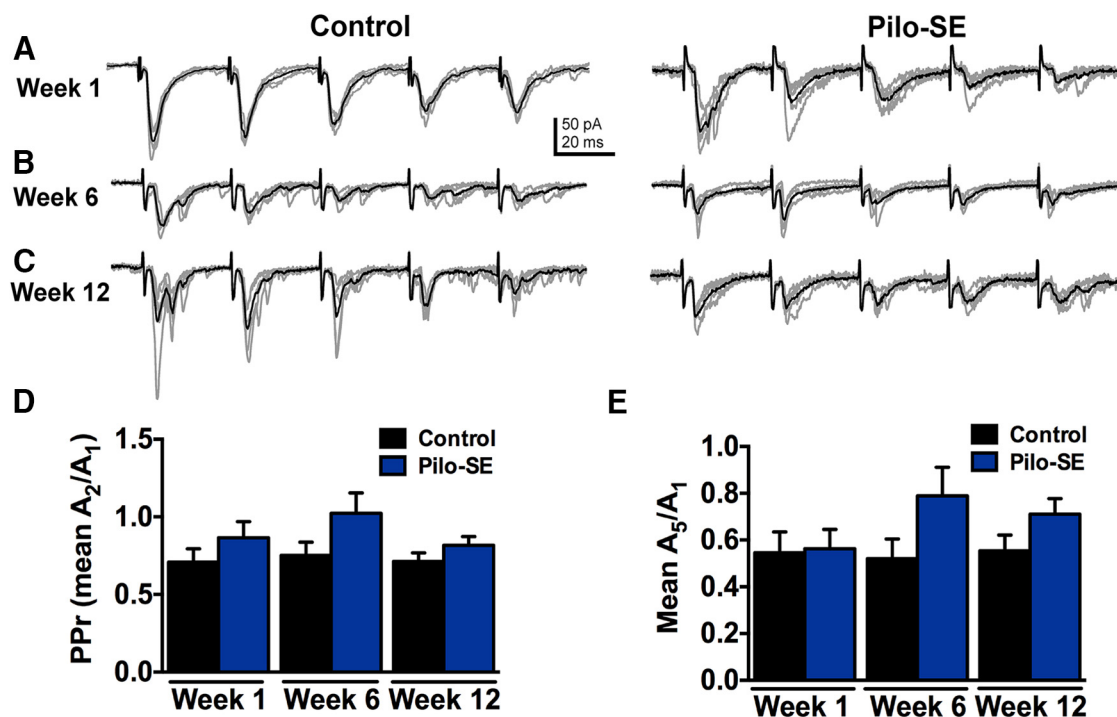 Control
Pilo-SE
A
Week 1
50 pA
20 ms
B
Week 6
C
Week 12
D
PPr (mean A₂/A₁)
1.5
1.0
0.5
0.0
Control
Pilo-SE
Week 1
Week 6
Week 12
E
Mean A₅/A₁
1.0
0.8
0.6
0.4
0.2
0.0
Control
Pilo-SE
Week 1
Week 6
Week 12